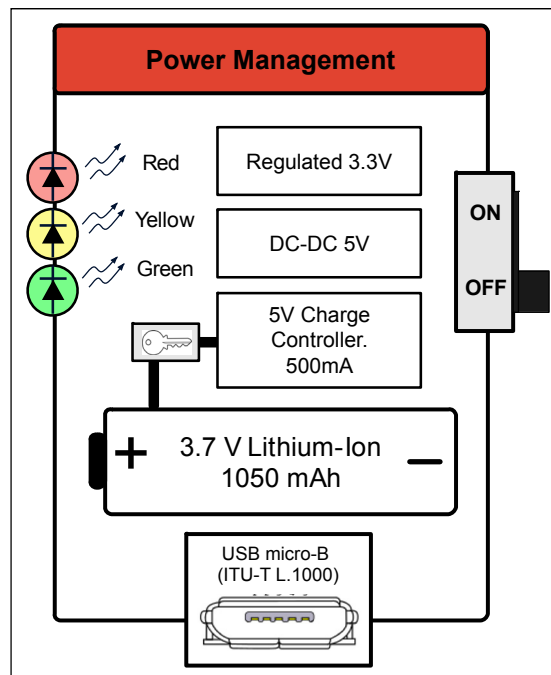 Power Management
Red
Regulated 3.3V
Yellow
DC-DC 5V
Green
ON
OFF
5V Charge
Controller.
500mA
+ 3.7 V Lithium-Ion −
1050 mAh
USB micro-B
(ITU-T L.1000)